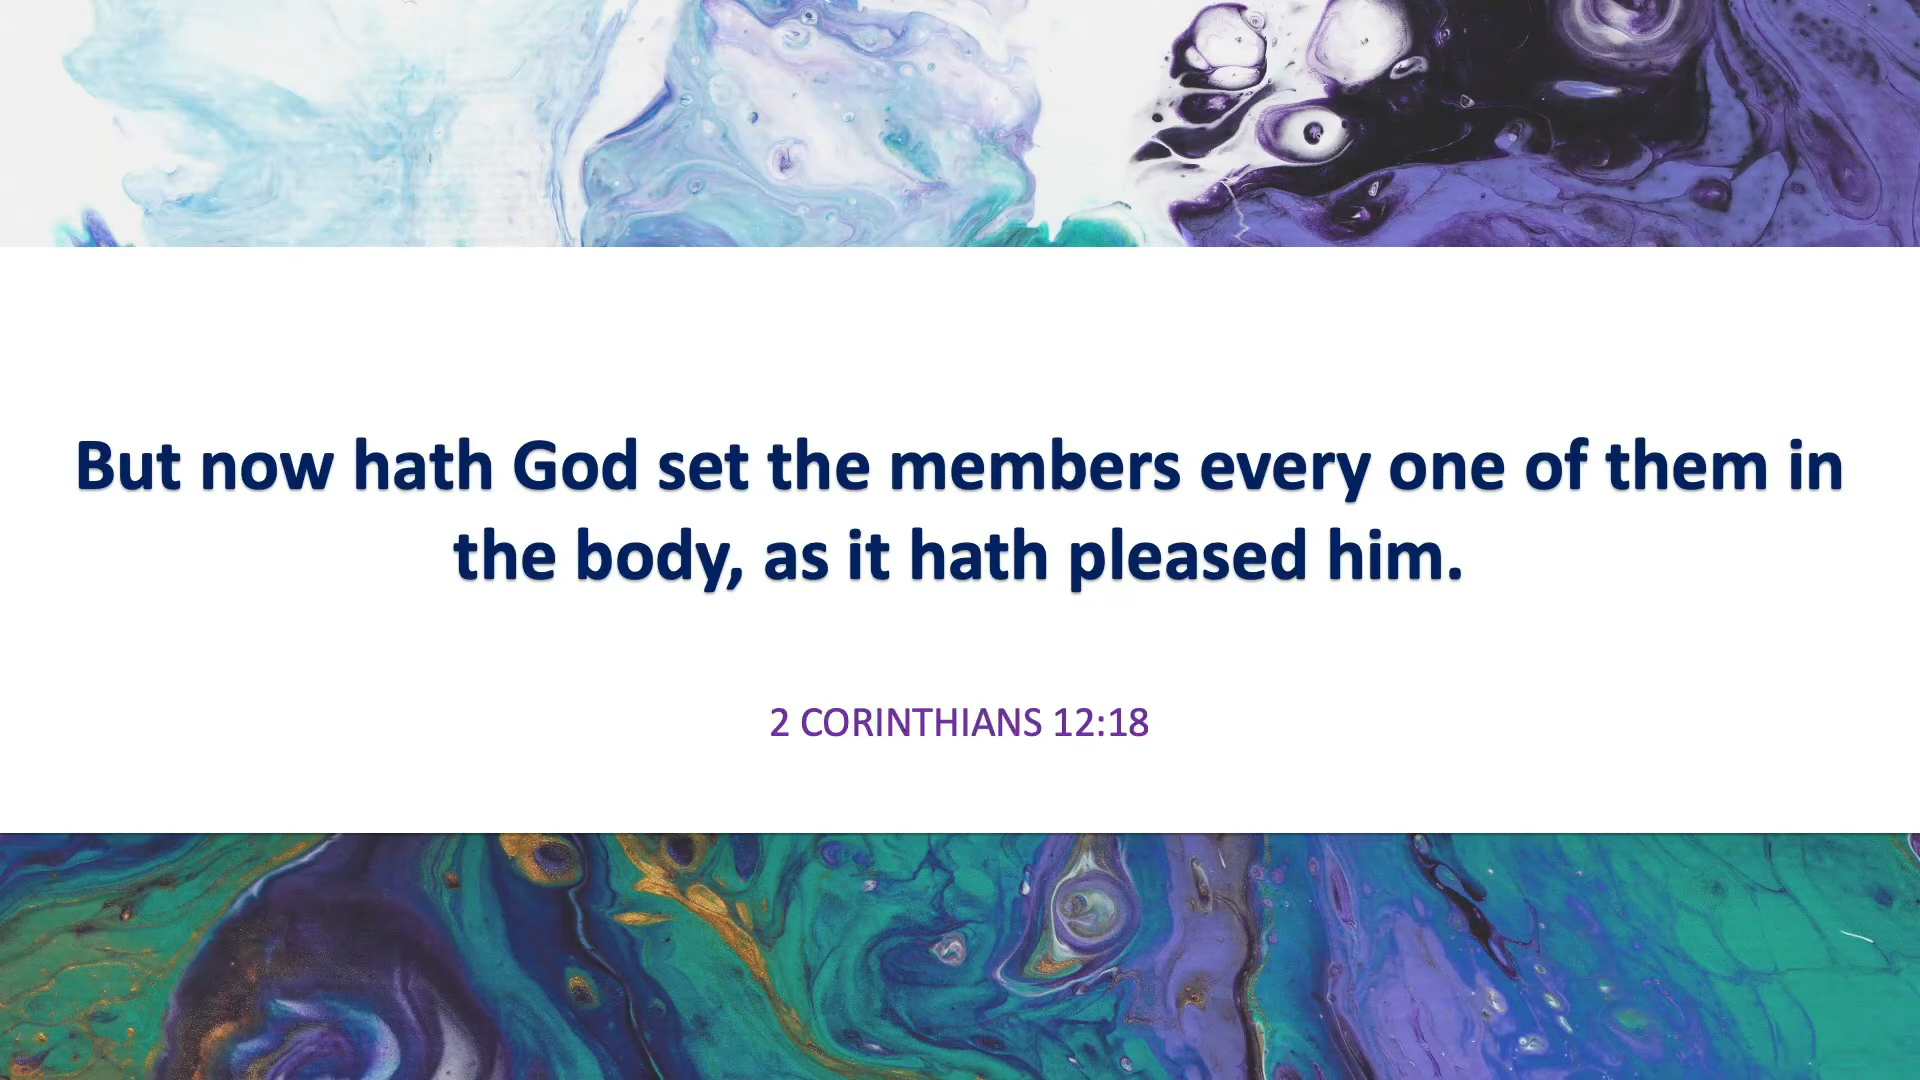 But now hath God set the members every one of them in
the body, as it hath pleased him.
2 CORINTHIANS 12:18